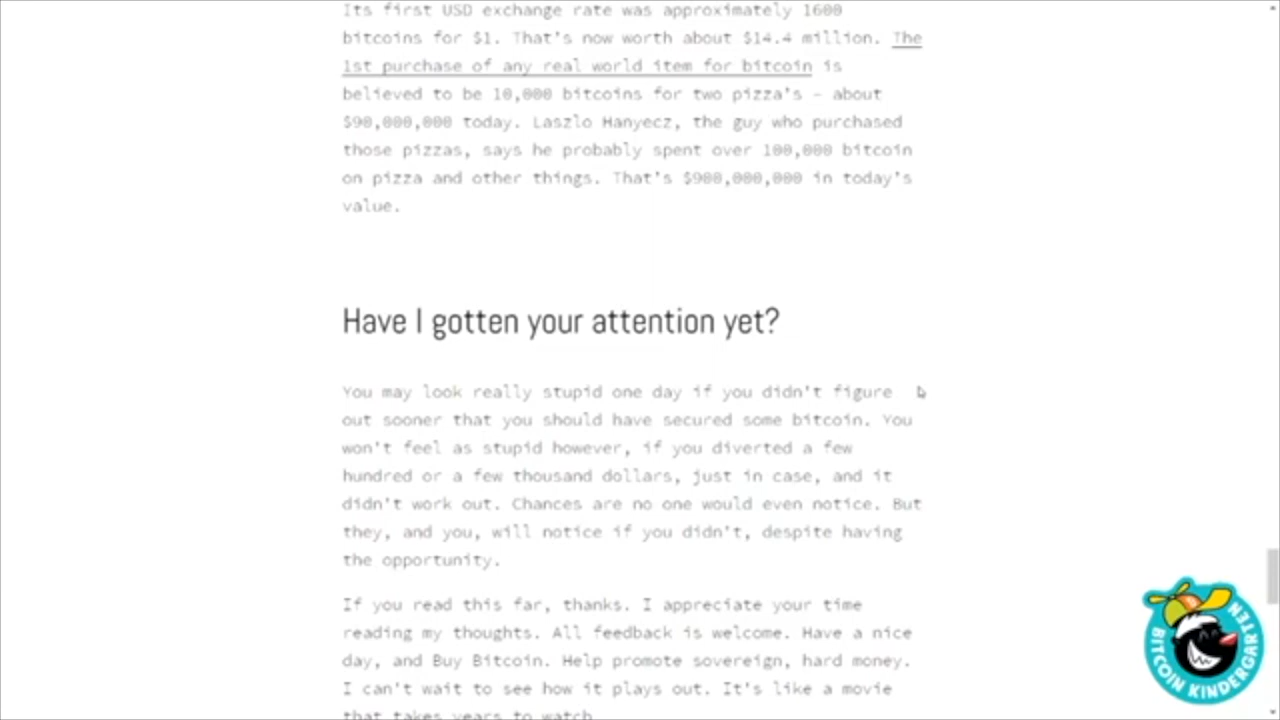 Its first USD exchange rate was approximately 1600
bitcoins for $1. That's now worth about $14.4 million. The
1st purchase of any real world item for bitcoin is
believed to be 10,000 bitcoins for two pizza's – about
$90,000,000 today. Laszlo Hanyecz, the guy who purchased
those pizzas, says he probably spent over 100,000 bitcoin
on pizza and other things. That's $900,000,000 in today's
value.
Have I gotten your attention yet?
You may look really stupid one day if you didn't figure
out sooner that you should have secured some bitcoin. You
won't feel as stupid however, if you diverted a few
hundred or a few thousand dollars, just in case, and it
didn't work out. Chances are no one would even notice. But
they, and you, will notice if you didn't, despite having
the opportunity.
If you read this far, thanks. I appreciate your time
reading my thoughts. All feedback is welcome. Have a nice
day, and Buy Bitcoin. Help promote sovereign, hard money.
I can't wait to see how it plays out. It's like a movie
that takes years to watch
BITCOIN KINDERGARTEN